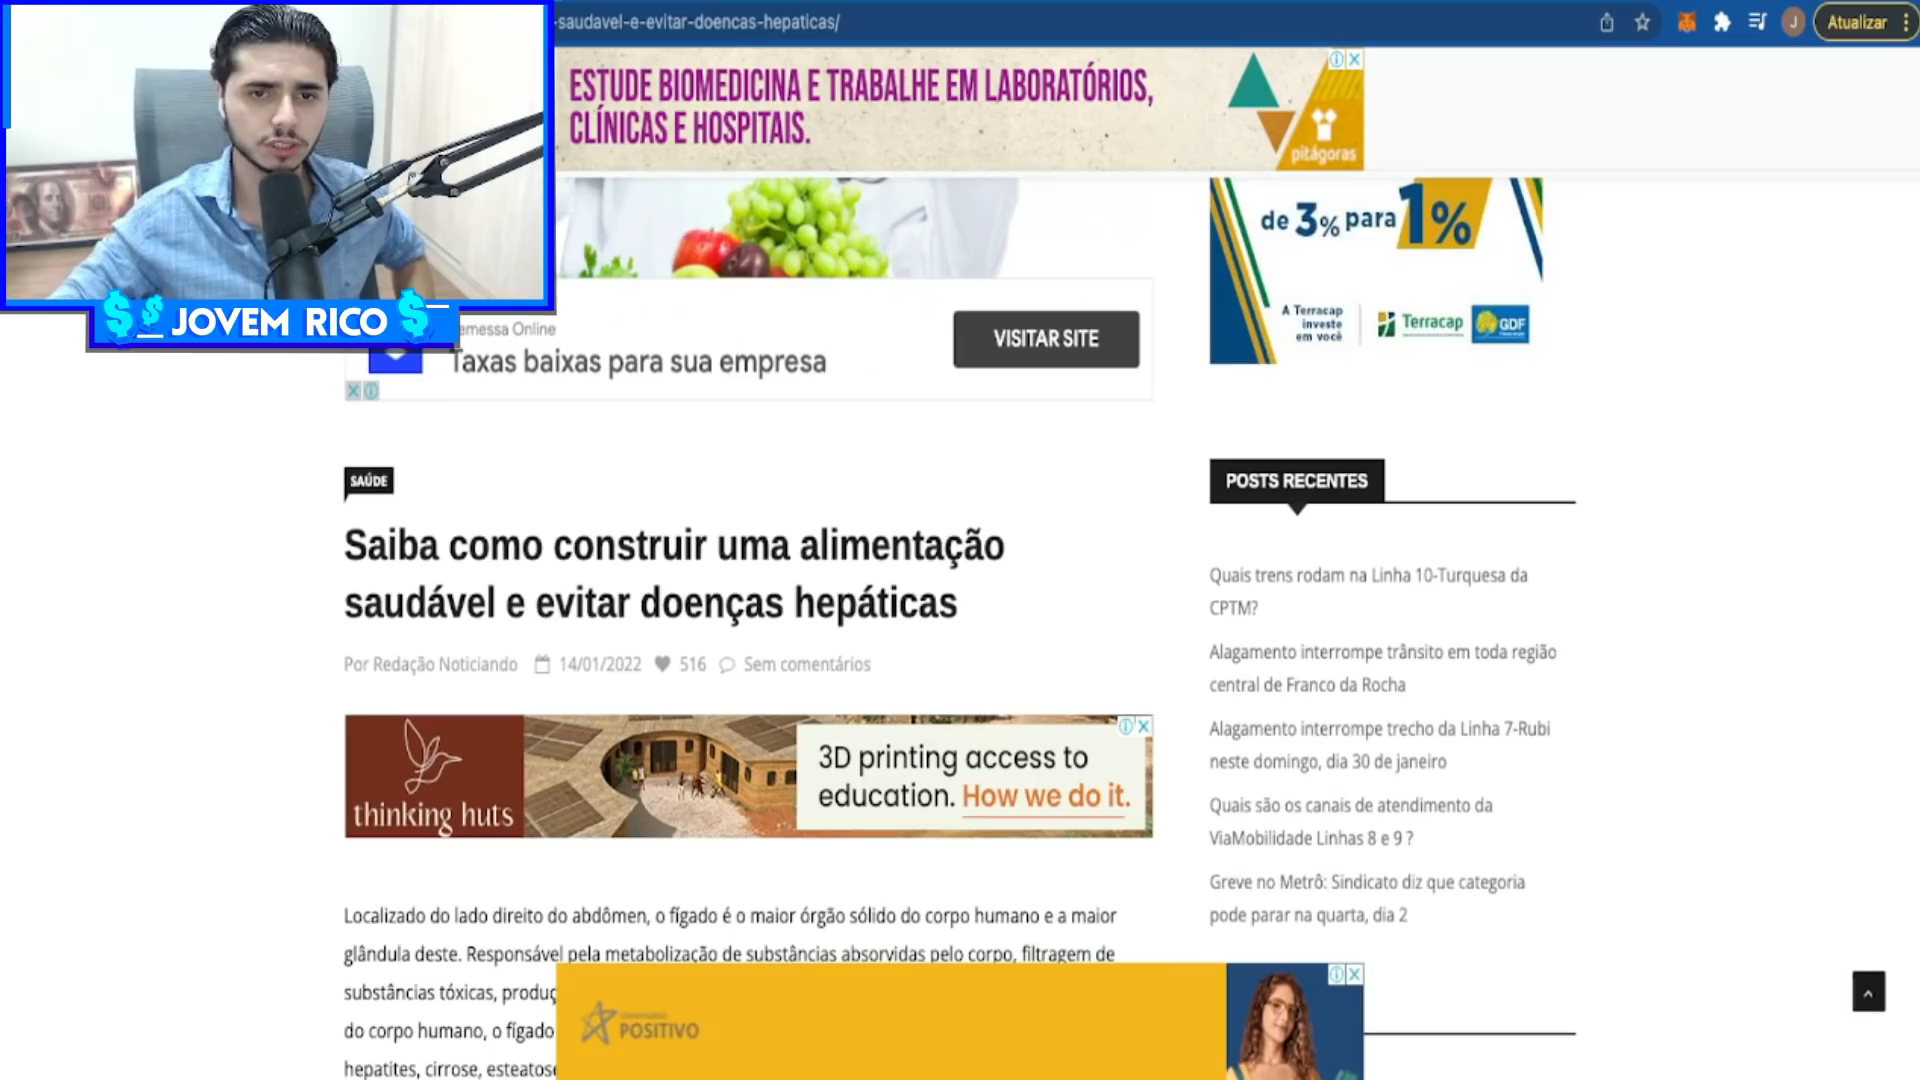 -saudavel-e-evitar-doencas-hepaticas/
J
Atualizar
ESTUDE BIOMEDICINA E TRABALHE EM LABORATÓRIOS,
CLÍNICAS E HOSPITAIS.
pitágoras
JOVEM RICO
emessa Online
Taxas baixas para sua empresa
VISITAR SITE
de 3% para 1%
A Terracap
investe
em você
Terracap
GDF
SAÚDE
Saiba como construir uma alimentação
saudável e evitar doenças hepáticas
Por Redação Noticiando 14/01/2022 516 Sem comentários
thinking huts
3D printing access to
education. How we do it.
Localizado do lado direito do abdômen, o fígado é o maior órgão sólido do corpo humano e a maior
glândula deste. Responsável pela metabolização de substâncias absorvidas pelo corpo, filtragem de
substâncias tóxicas, produç
do corpo humano, o fígado
hepatites, cirrose, esteatos
POSITIVO
POSTS RECENTES
Quais trens rodam na Linha 10-Turquesa da
CPTM?
Alagamento interrompe trânsito em toda região
central de Franco da Rocha
Alagamento interrompe trecho da Linha 7-Rubi
neste domingo, dia 30 de janeiro
Quais são os canais de atendimento da
ViaMobilidade Linhas 8 e 9 ?
Greve no Metrô: Sindicato diz que categoria
pode parar na quarta, dia 2